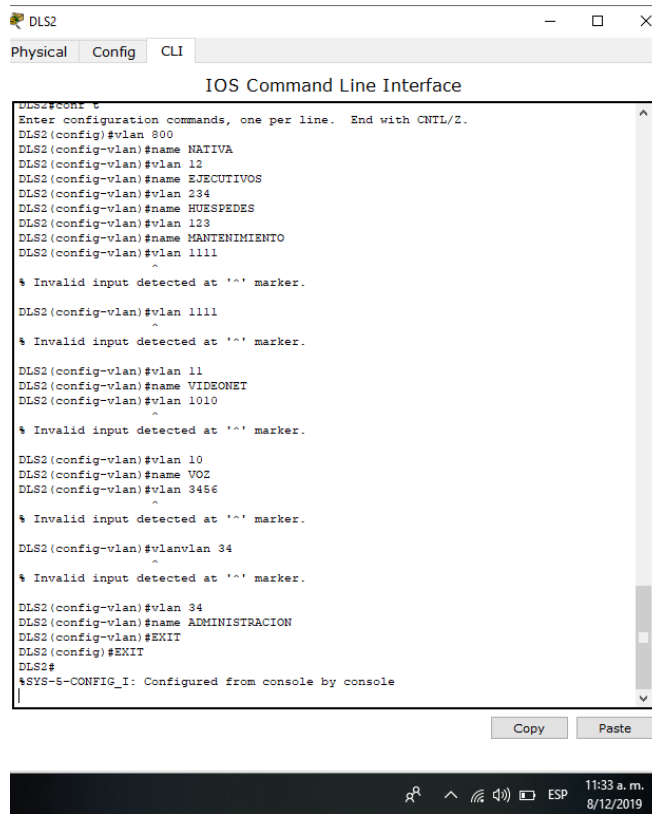 DLS2
Physical Config CLI
IOS Command Line Interface
DLS2#conf t
Enter configuration commands, one per line. End with CNTL/Z.
DLS2(config)#vlan 800
DLS2(config-vlan)#name NATIVA
DLS2(config-vlan)#vlan 12
DLS2(config-vlan)#name EJECUTIVOS
DLS2(config-vlan)#vlan 234
DLS2(config-vlan)#name HUESPEDES
DLS2(config-vlan)#vlan 123
DLS2(config-vlan)#name MANTENIMIENTO
DLS2(config-vlan)#vlan 1111
^
% Invalid input detected at '^' marker.
DLS2(config-vlan)#vlan 1111
^
% Invalid input detected at '^' marker.
DLS2(config-vlan)#vlan 11
DLS2(config-vlan)#name VIDEONET
DLS2(config-vlan)#vlan 1010
^
% Invalid input detected at '^' marker.
DLS2(config-vlan)#vlan 10
DLS2(config-vlan)#name VOZ
DLS2(config-vlan)#vlan 3456
^
% Invalid input detected at '^' marker.
DLS2(config-vlan)#vlanvlan 34
^
% Invalid input detected at '^' marker.
DLS2(config-vlan)#vlan 34
DLS2(config-vlan)#name ADMINISTRACION
DLS2(config-vlan)#EXIT
DLS2(config)#EXIT
DLS2#
%SYS-5-CONFIG_I: Configured from console by console
Copy Paste
ESP 11:33 a. m.
8/12/2019